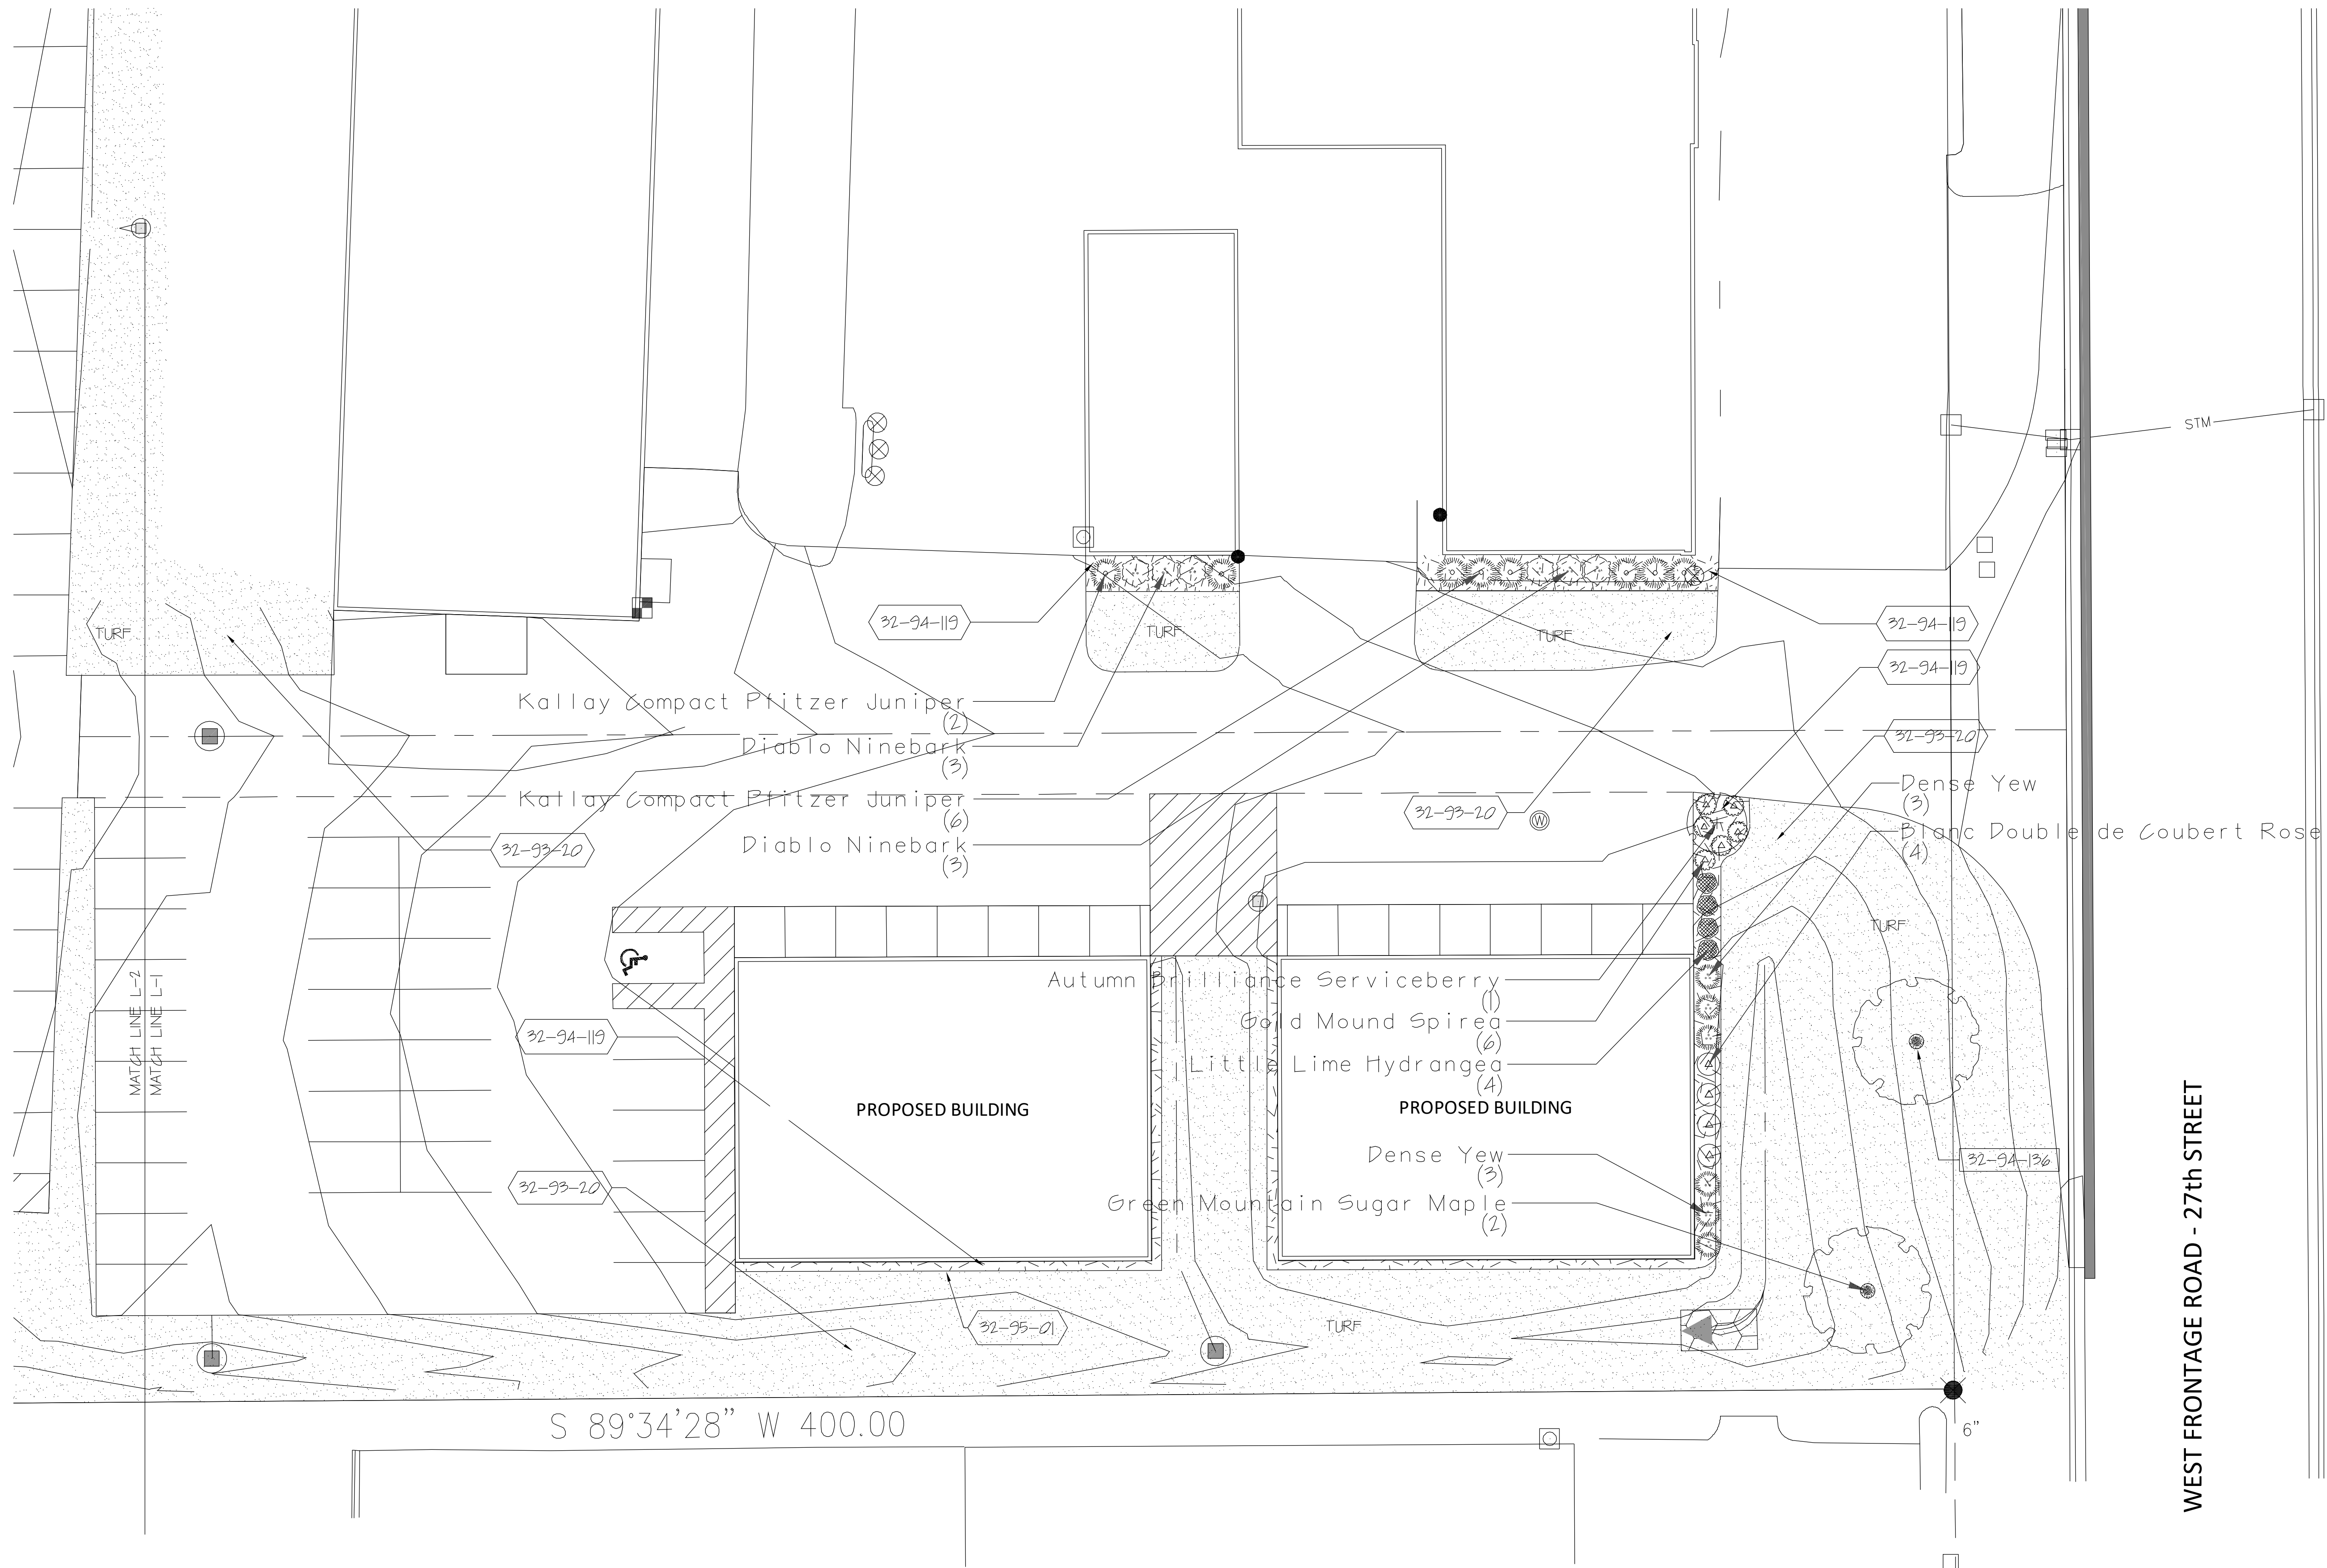 STM
TURF
TURF
TURF
32-94-119
32-94-119
32-94-119
Kallay Compact Pfitzer Juniper
(2)
Diablo Ninebark
(3)
32-93-20
Dense Yew
(3)
Kallay Compact Pfitzer Juniper
(6)
32-93-20
W
Blanc Double de Coubert Rose
(4)
Diablo Ninebark
(3)
32-93-20
TURF
Autumn Brilliance Serviceberry
(1)
Gold Mound Spirea
(6)
32-94-119
MATCH LINE L-2
MATCH LINE L-1
Little Lime Hydrangea
(4)
PROPOSED BUILDING
PROPOSED BUILDING
Dense Yew
(3)
32-94-136
32-93-20
Green Mountain Sugar Maple
(2)
32-95-01
TURF
WEST FRONTAGE ROAD - 27th STREET
S 89°34'28" W 400.00
6"